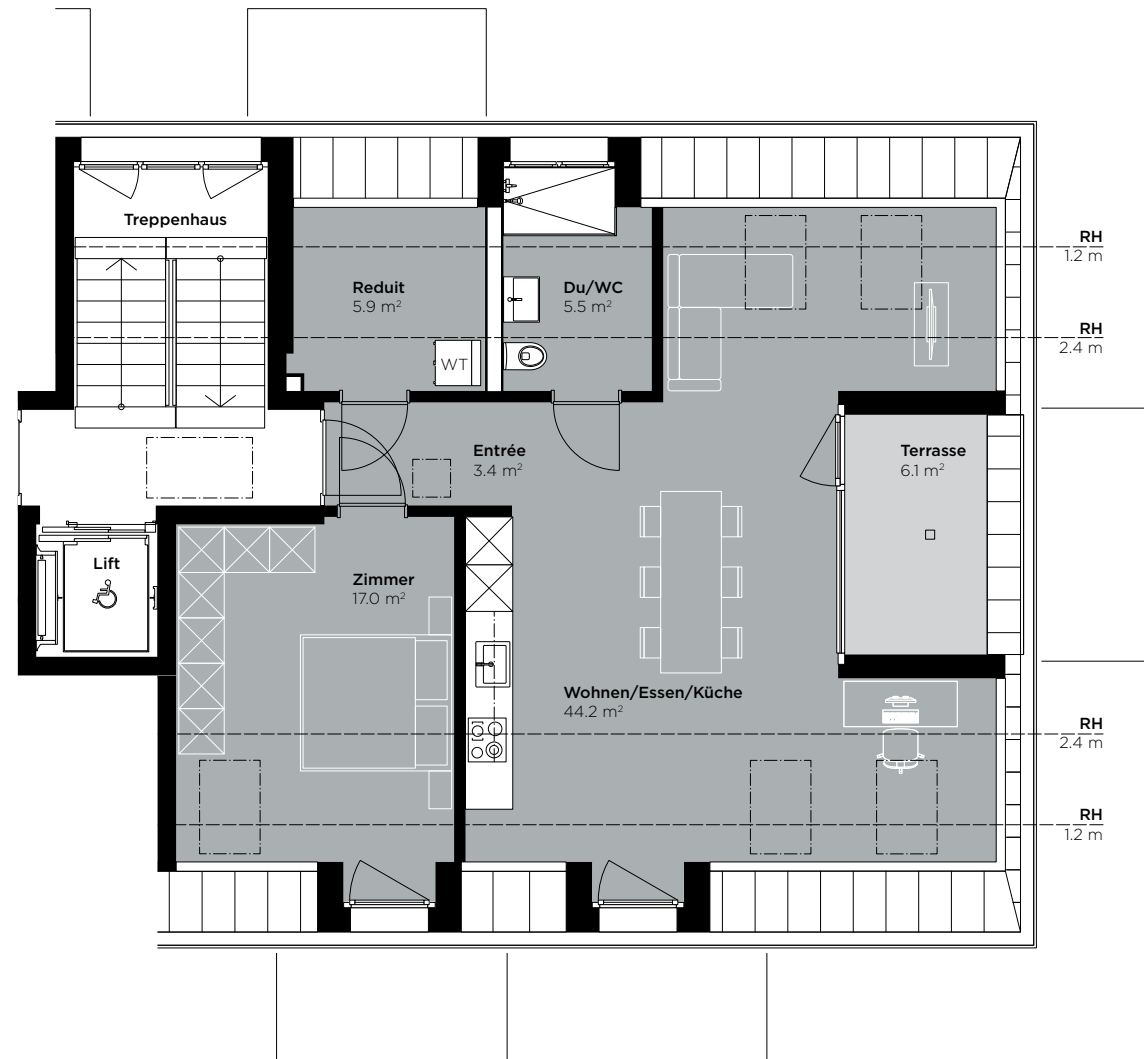 Treppenhaus
RH
1.2 m
Reduit
5.9 m²
Du/WC
5.5 m²
RH
2.4 m
WT
Entrée
3.4 m²
Terrasse
6.1 m²
Lift
Zimmer
17.0 m²
Wohnen/Essen/Küche
44.2 m²
RH
2.4 m
RH
1.2 m